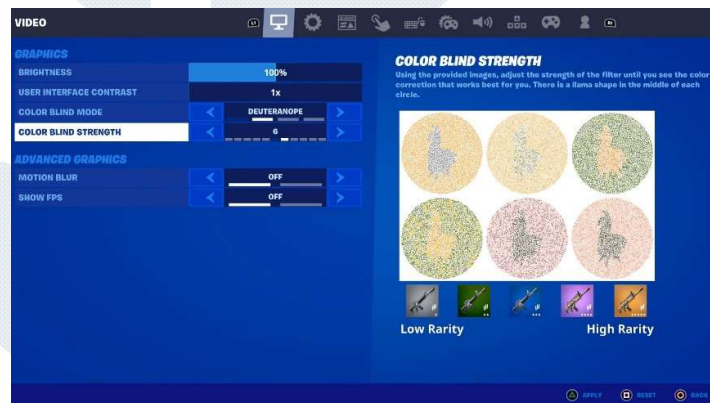 VIDEO
L1
R1
GRAPHICS
BRIGHTNESS 100%
USER INTERFACE CONTRAST 1x
COLOR BLIND MODE DEUTERANOPE
COLOR BLIND STRENGTH 6
ADVANCED GRAPHICS
MOTION BLUR OFF
SHOW FPS OFF
COLOR BLIND STRENGTH
Using the provided images, adjust the strength of the filter until you see the color
correction that works best for you. There is a llama shape in the middle of each
circle.
Low Rarity High Rarity
APPLY RESET BACK